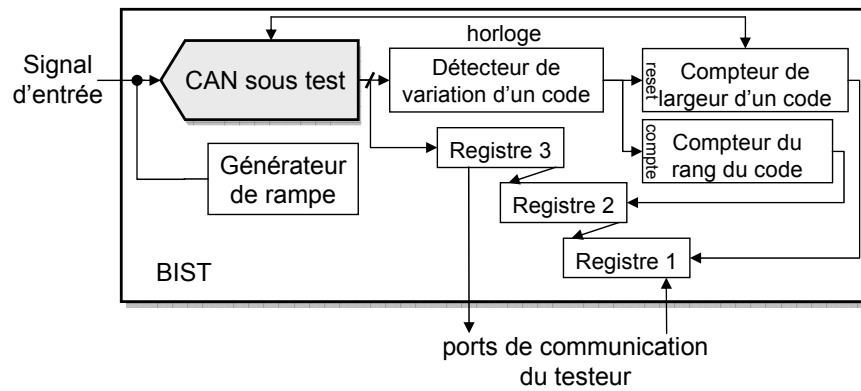 horloge
Signal
d'entrée
CAN sous test
Détecteur de
variation d'un code
reset
Compteur de
largeur d'un code
compte
Compteur du
rang du code
Générateur
de rampe
Registre 3
Registre 2
Registre 1
BIST
ports de communication
du testeur